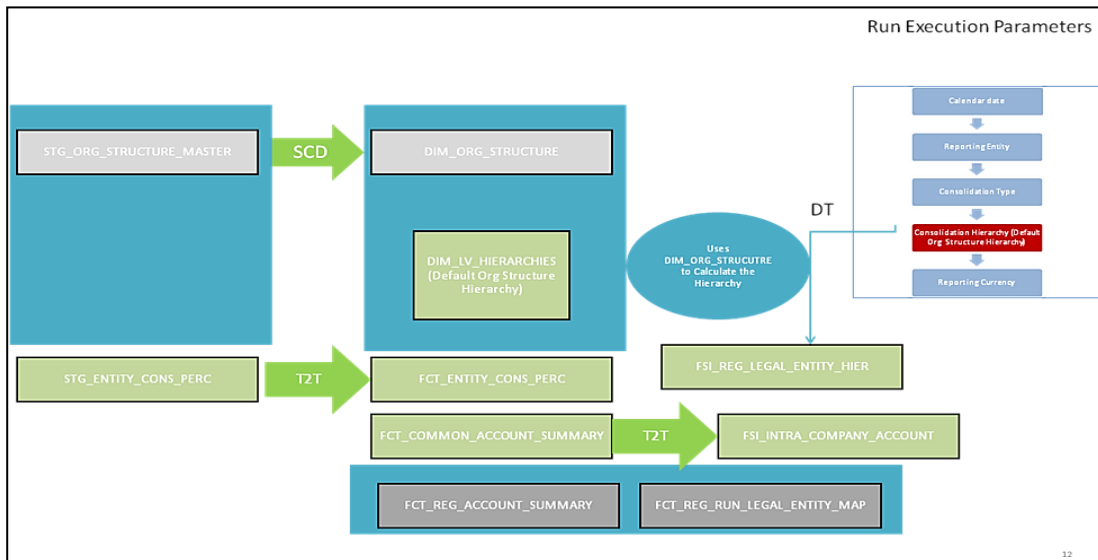 Run Execution Parameters
STG_ORG_STRUCTURE_MASTER
SCD
DIM_ORG_STRUCTURE
DIM_LV_HIERARCHIES
(Default Org Structure
Hierarchy)
Uses
DIM_ORG_STRUCUTRE
to Calculate the
Hierarchy
DT
Calendar date
Reporting Entity
Consolidation Type
Consolidation Hierarchy (Default
Org Structure Hierarchy)
Reporting Currency
STG_ENTITY_CONS_PERC
T2T
FCT_ENTITY_CONS_PERC
FSI_REG_LEGAL_ENTITY_HIER
FCT_COMMON_ACCOUNT_SUMMARY
T2T
FSI_INTRA_COMPANY_ACCOUNT
FCT_REG_ACCOUNT_SUMMARY
FCT_REG_RUN_LEGAL_ENTITY_MAP
12